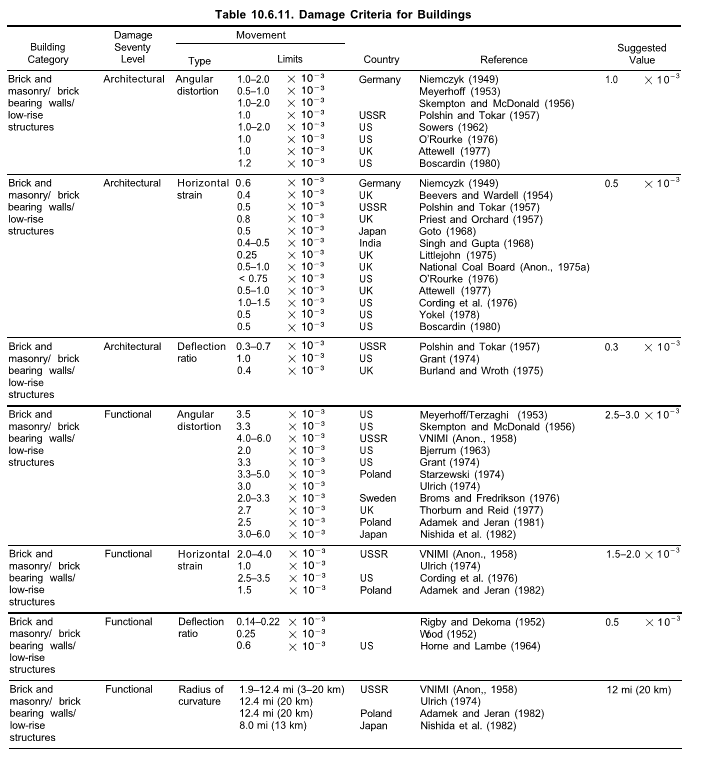 Table 10.6.11. Damage Criteria for Buildings
Building Category | Damage Severity Level | Movement Type | Movement Limits | Country | Reference | Suggested Value
Brick and Architectural Angular 1.0–2.0 × 10⁻³ Germany Niemczyk (1949) 1.0 × 10⁻³
masonry/ brick distortion 0.5–1.0 × 10⁻³ Meyerhoff (1953)
bearing walls/ 1.0–2.0 × 10⁻³ Skempton and McDonald (1956)
low-rise 1.0 × 10⁻³ USSR Polshin and Tokar (1957)
structures 1.0–2.0 × 10⁻³ US Sowers (1962)
1.0 × 10⁻³ US O'Rourke (1976)
1.0 × 10⁻³ UK Attewell (1977)
1.2 × 10⁻³ US Boscardin (1980)
Brick and Architectural Horizontal 0.6 × 10⁻³ Germany Niemcyzk (1949) 0.5 × 10⁻³
masonry/ brick strain 0.4 × 10⁻³ UK Beevers and Wardell (1954)
bearing walls/ 0.5 × 10⁻³ USSR Polshin and Tokar (1957)
low-rise 0.8 × 10⁻³ UK Priest and Orchard (1957)
structures 0.5 × 10⁻³ Japan Goto (1968)
0.4–0.5 × 10⁻³ India Singh and Gupta (1968)
0.25 × 10⁻³ UK Littlejohn (1975)
0.5–1.0 × 10⁻³ UK National Coal Board (Anon., 1975a)
< 0.75 × 10⁻³ US O'Rourke (1976)
0.5–1.0 × 10⁻³ UK Attewell (1977)
1.0–1.5 × 10⁻³ US Cording et al. (1976)
0.5 × 10⁻³ US Yokel (1978)
0.5 × 10⁻³ US Boscardin (1980)
Brick and Architectural Deflection 0.3–0.7 × 10⁻³ USSR Polshin and Tokar (1957) 0.3 × 10⁻³
masonry/ brick ratio 1.0 × 10⁻³ US Grant (1974)
bearing walls/ 0.4 × 10⁻³ UK Burland and Wroth (1975)
low-rise
structures
Brick and Functional Angular 3.5 × 10⁻³ US Meyerhoff/Terzaghi (1953) 2.5–3.0 × 10⁻³
masonry/ brick distortion 3.3 × 10⁻³ US Skempton and McDonald (1956)
bearing walls/ 4.0–6.0 × 10⁻³ USSR VNIMI (Anon., 1958)
low-rise 2.0 × 10⁻³ US Bjerrum (1963)
structures 3.3 × 10⁻³ US Grant (1974)
3.3–5.0 × 10⁻³ Poland Starzewski (1974)
3.0 × 10⁻³ Ulrich (1974)
2.0–3.3 × 10⁻³ Sweden Broms and Fredrikson (1976)
2.7 × 10⁻³ UK Thorburn and Reid (1977)
2.5 × 10⁻³ Poland Adamek and Jeran (1981)
3.0–6.0 × 10⁻³ Japan Nishida et al. (1982)
Brick and Functional Horizontal 2.0–4.0 × 10⁻³ USSR VNIMI (Anon., 1958) 1.5–2.0 × 10⁻³
masonry/ brick strain 1.0 × 10⁻³ Ulrich (1974)
bearing walls/ 2.5–3.5 × 10⁻³ US Cording et al. (1976)
low-rise 1.5 × 10⁻³ Poland Adamek and Jeran (1982)
structures
Brick and Functional Deflection 0.14–0.22 × 10⁻³ Rigby and Dekoma (1952) 0.5 × 10⁻³
masonry/ brick ratio 0.25 × 10⁻³ Wood (1952)
bearing walls/ 0.6 × 10⁻³ US Horne and Lambe (1964)
low-rise
structures
Brick and Functional Radius of 1.9–12.4 mi (3–20 km) USSR VNIMI (Anon,, 1958) 12 mi (20 km)
masonry/ brick curvature 12.4 mi (20 km) Ulrich (1974)
bearing walls/ 12.4 mi (20 km) Poland Adamek and Jeran (1982)
low-rise 8.0 mi (13 km) Japan Nishida et al. (1982)
structures